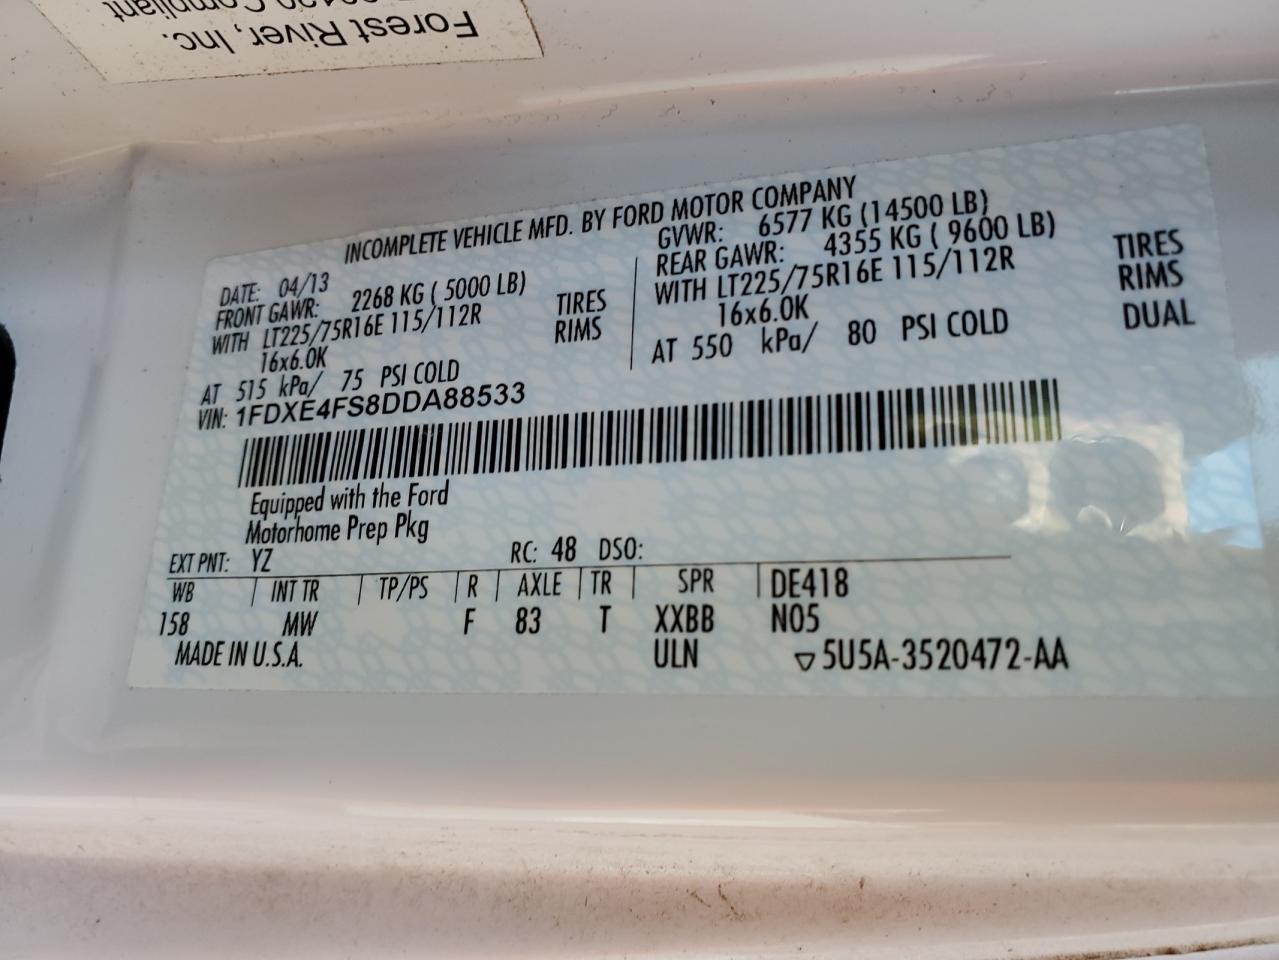 Forest River, Inc.
Compliant
INCOMPLETE VEHICLE MFD. BY FORD MOTOR COMPANY
DATE: 04/13
FRONT GAWR: 2268 KG ( 5000 LB)
WITH LT225/75R16E 115/112R TIRES
16x6.0K RIMS
AT 515 kPa/ 75 PSI COLD
GVWR: 6577 KG (14500 LB)
REAR GAWR: 4355 KG ( 9600 LB)
WITH LT225/75R16E 115/112R TIRES
16x6.0K RIMS
AT 550 kPa/ 80 PSI COLD DUAL
VIN: 1FDXE4FS8DDA88533
Equipped with the Ford
Motorhome Prep Pkg
EXT PNT: YZ RC: 48 DSO:
WB INT TR TP/PS R AXLE TR SPR DE418
158 MW F 83 T XXBB N05
MADE IN U.S.A. ULN ▽5U5A-3520472-AA